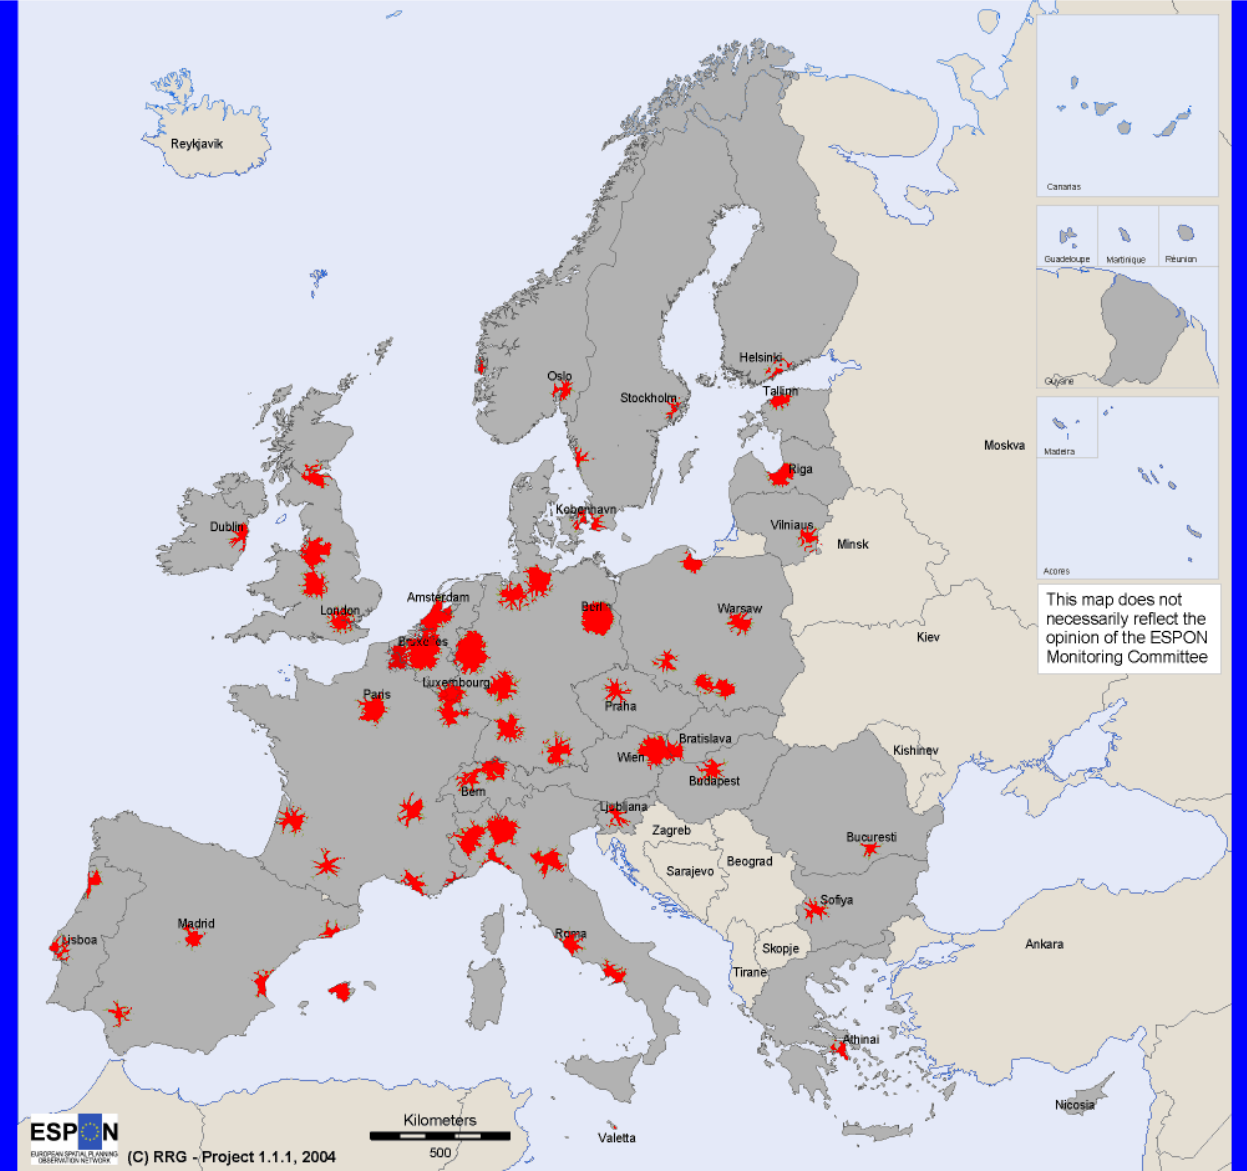 Reykjavik
Canarias
Guadeloupe
Martinique
Réunion
Guyane
Helsinki
Oslo
Tallinn
Stockholm
Madeira
Moskva
Riga
Kobenhavn
Dublin
Vilniaus
Minsk
Acores
Amsterdam
London
Berlin
Warsaw
This map does not
necessarily reflect the
opinion of the ESPON
Monitoring Committee
Kiev
Bruxelles
Luxembourg
Paris
Praha
Bratislava
Wien
Kishinev
Budapest
Bern
Ljubljana
Zagreb
Bucuresti
Beograd
Sarajevo
Sofiya
Madrid
Lisboa
Roma
Skopje
Ankara
Tirane
Athinai
Nicosia
Valetta
Kilometers
500
ESPON
EUROPEAN SPATIAL PLANNING
OBSERVATION NETWORK
(C) RRG - Project 1.1.1, 2004